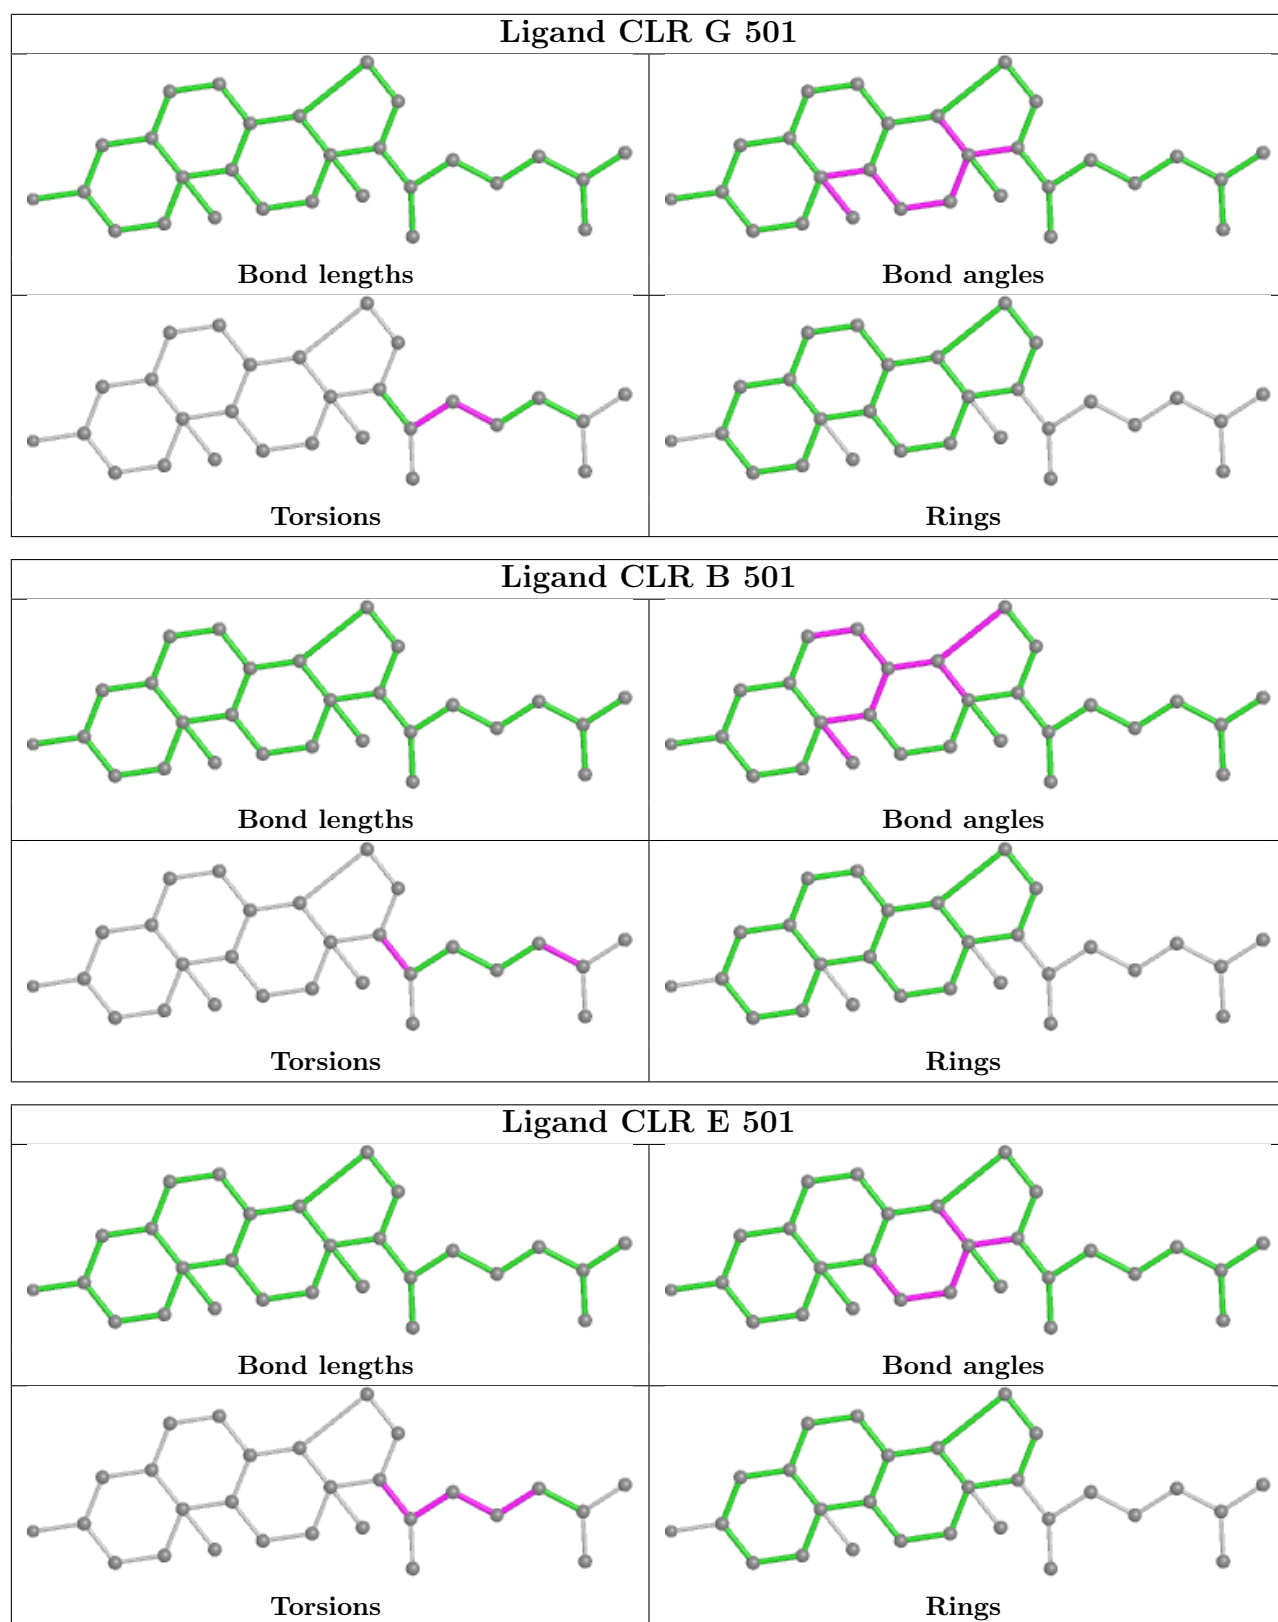 Ligand CLR G 501
Bond lengths
Bond angles
Torsions
Rings
Ligand CLR B 501
Bond lengths
Bond angles
Torsions
Rings
Ligand CLR E 501
Bond lengths
Bond angles
Torsions
Rings